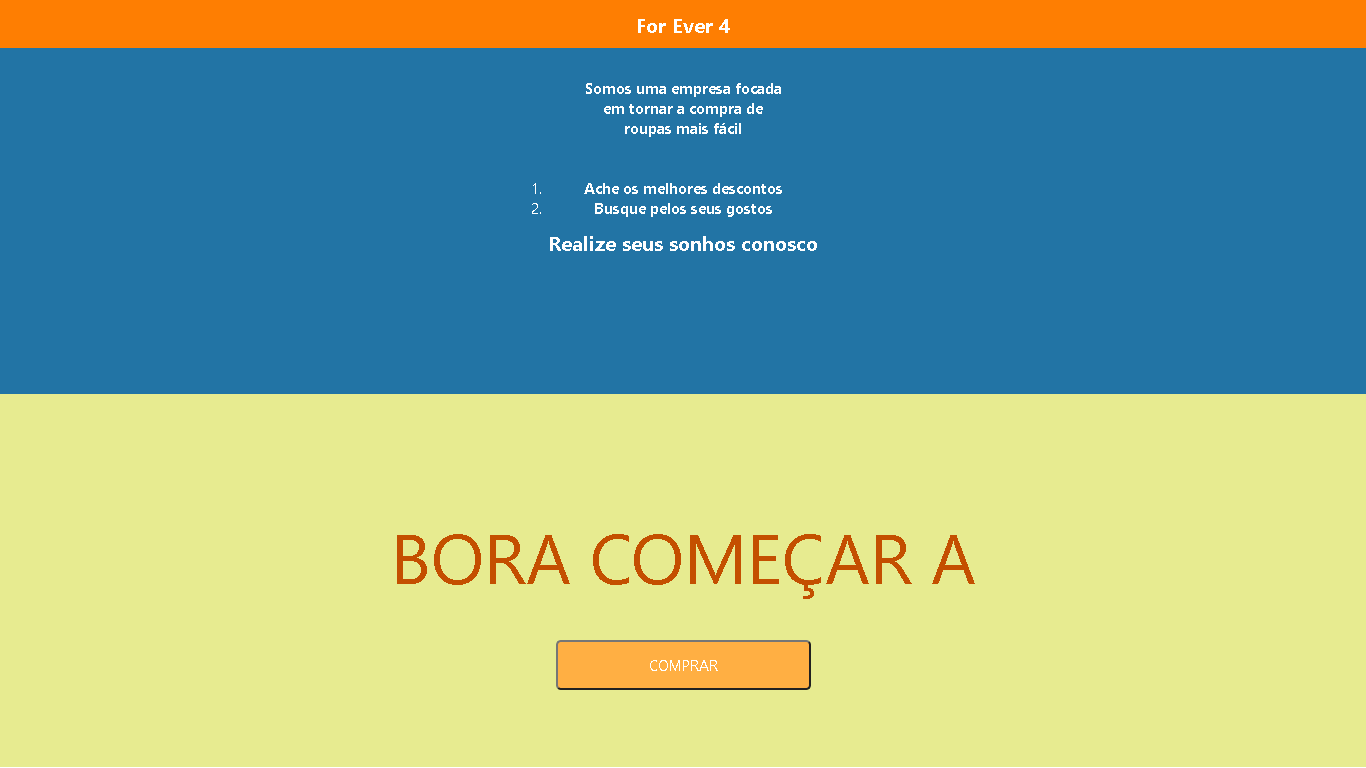 For Ever 4
Somos uma empresa focada
em tornar a compra de
roupas mais fácil
1. Ache os melhores descontos
2. Busque pelos seus gostos
Realize seus sonhos conosco
BORA COMEÇAR A
COMPRAR